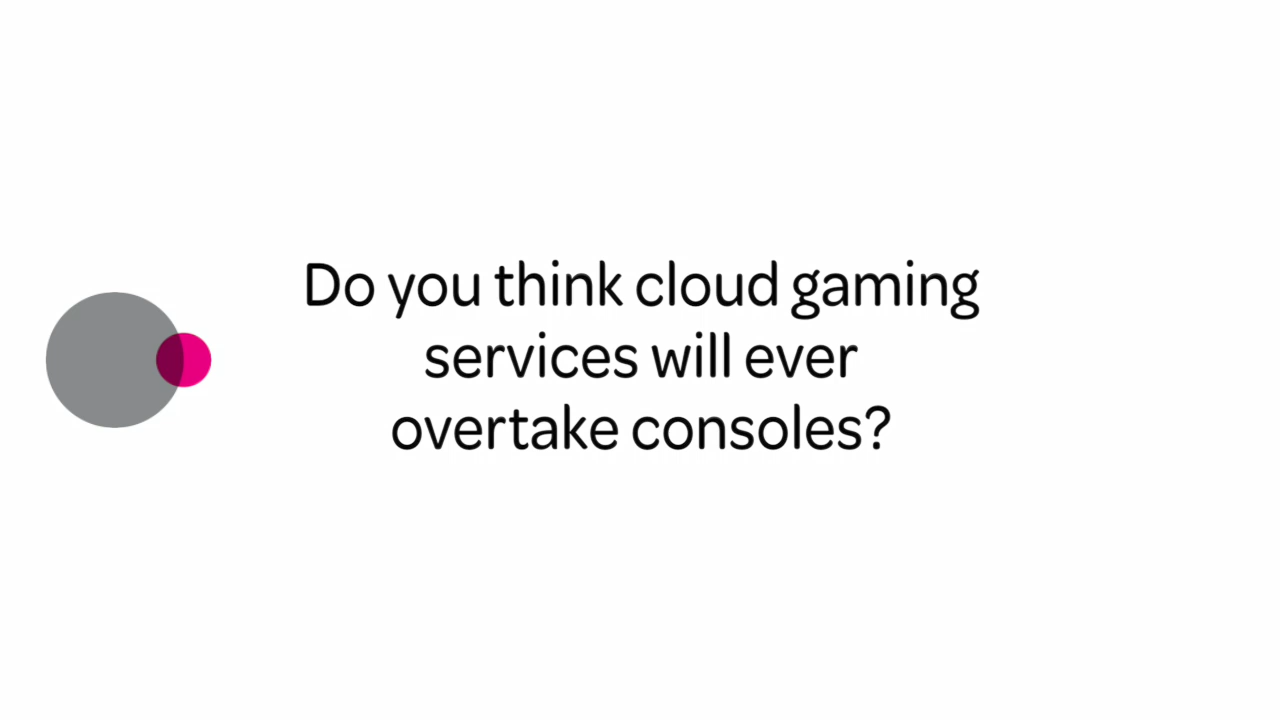 Do you think cloud gaming
services will ever
overtake consoles?